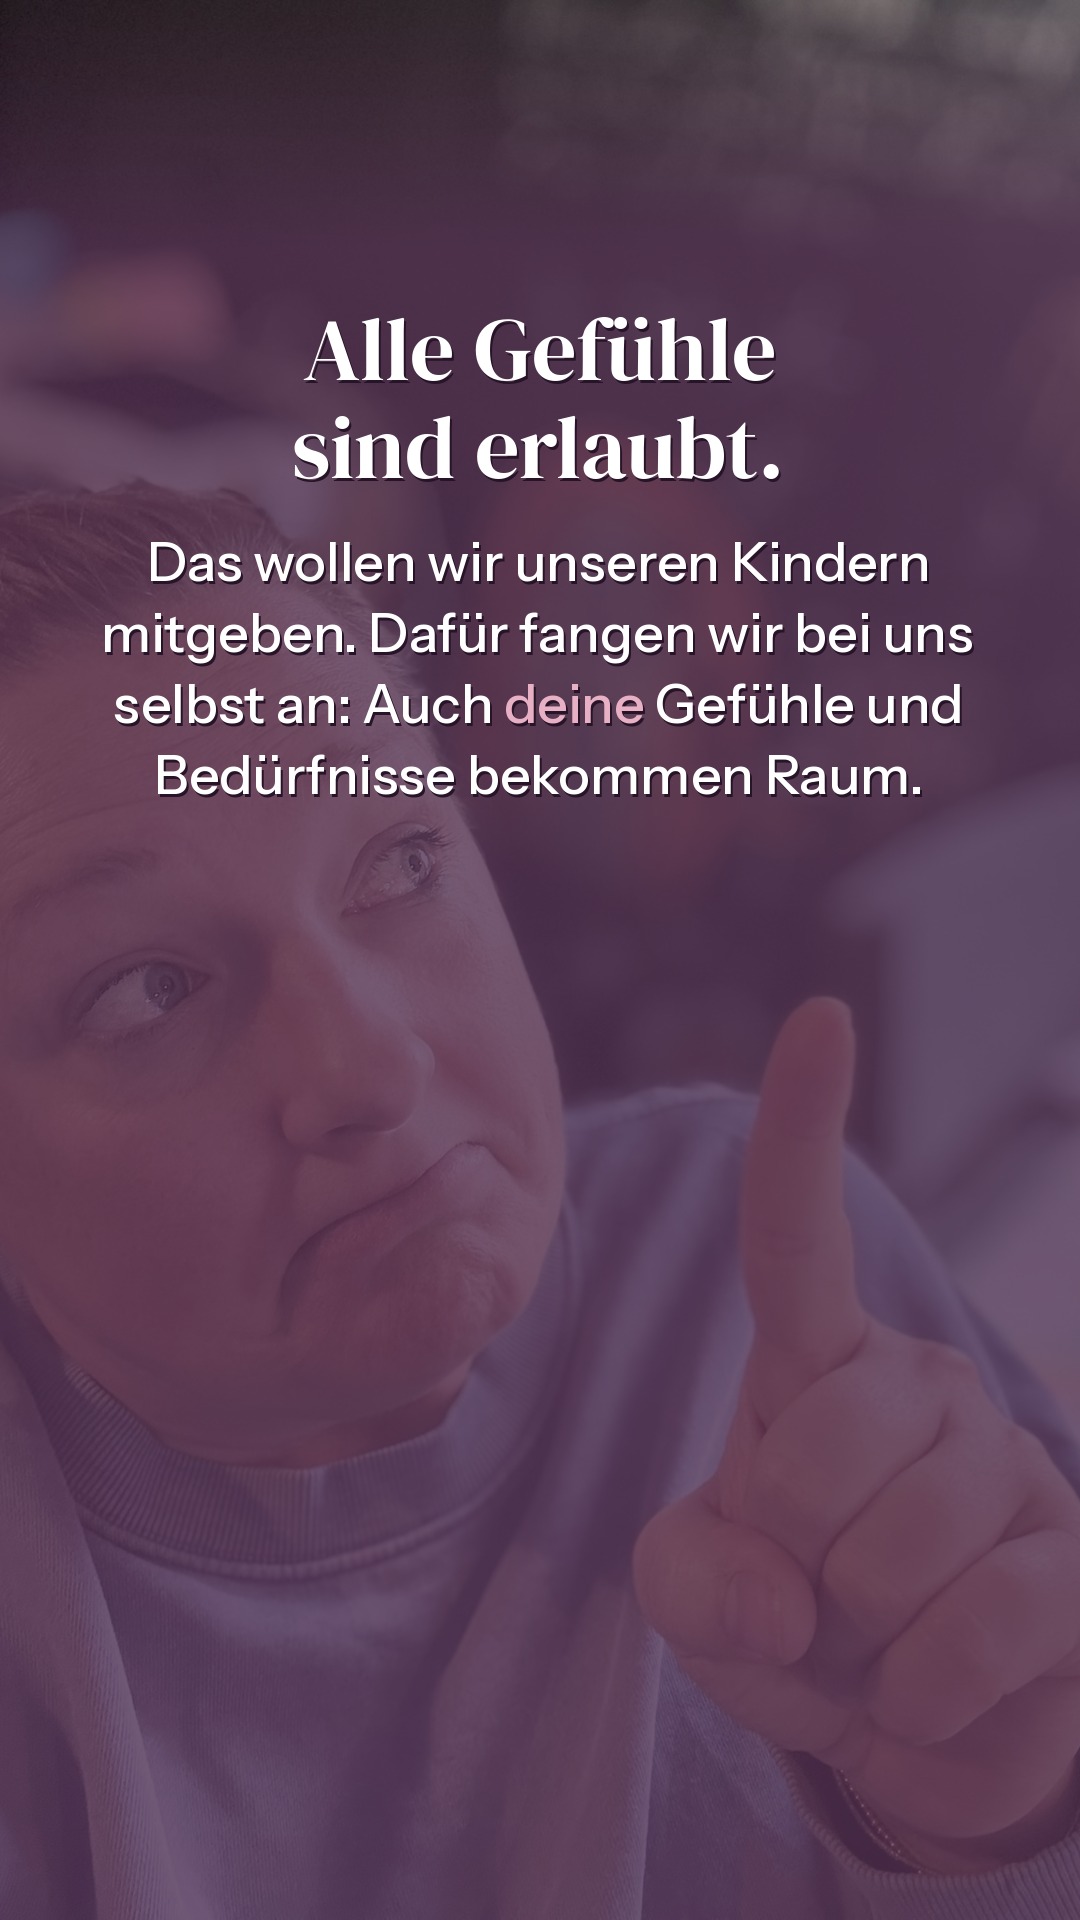 Alle Gefühle
sind erlaubt.
Das wollen wir unseren Kindern
mitgeben. Dafür fangen wir bei uns
selbst an: Auch deine Gefühle und
Bedürfnisse bekommen Raum.